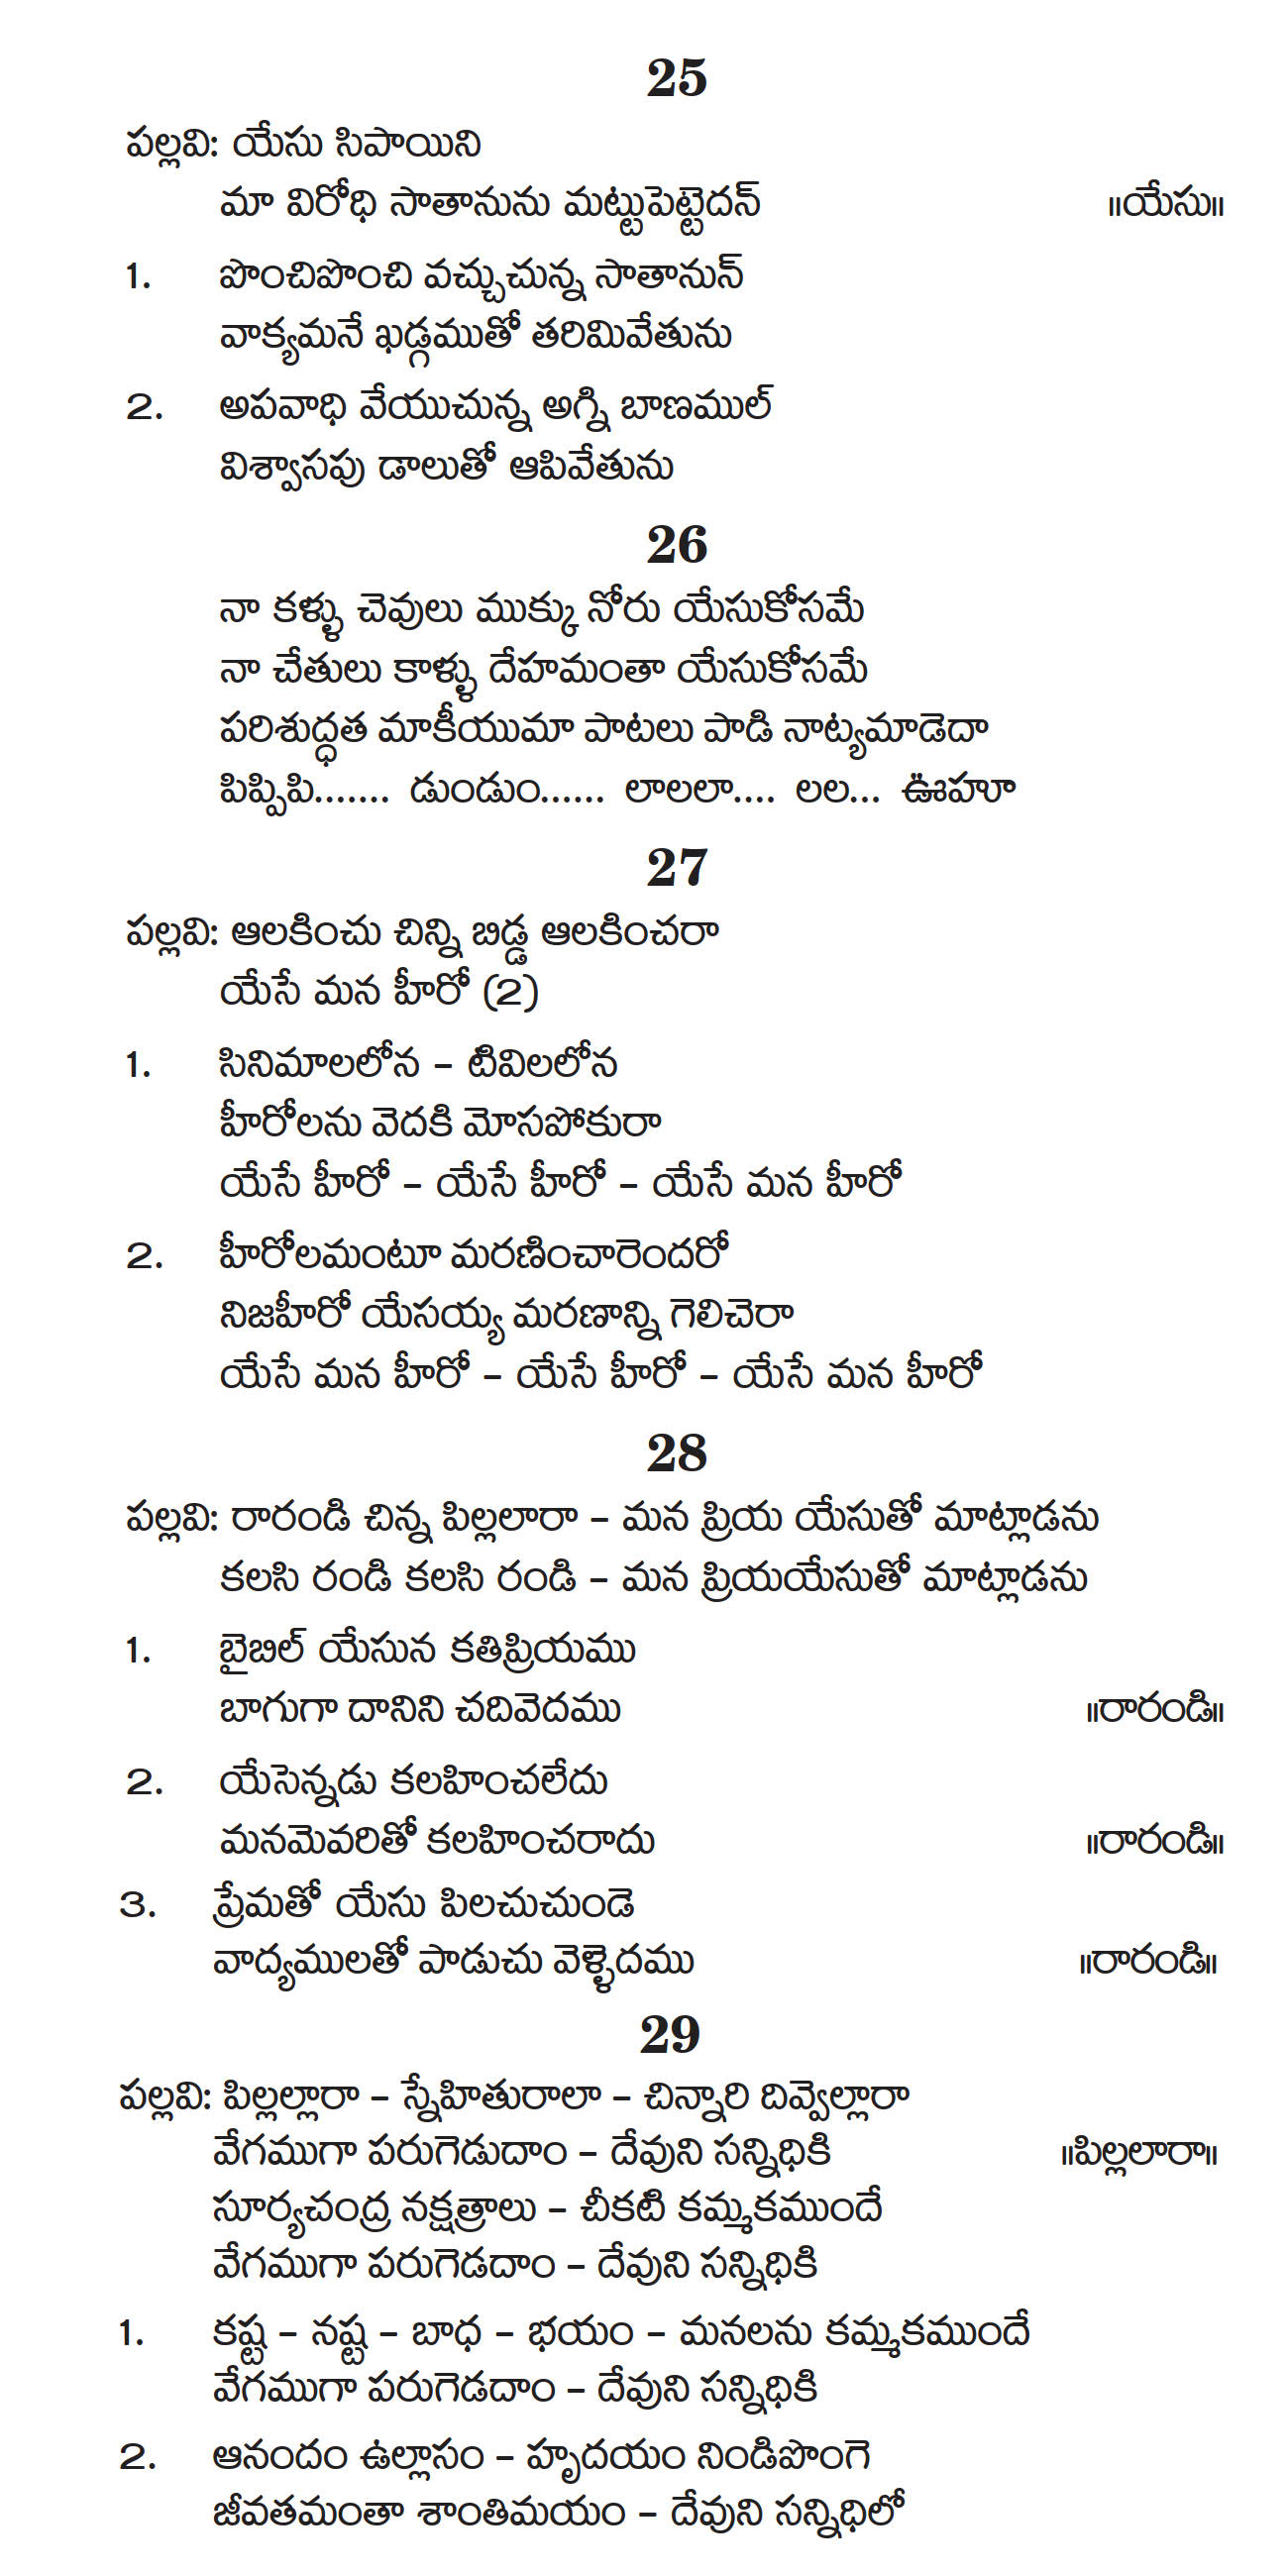 25
పల్లవి: యేసు సిపాయిని
మా విరోధి సాతానును మట్టుపెట్టెదన్ ॥యేసు॥
1. పొంచిపొంచి వచ్చుచున్న సాతానున్
వాక్యమనే ఖడ్గముతో తరిమివేతును
2. అపవాధి వేయుచున్న అగ్ని బాణముల్
విశ్వాసపు డాలుతో ఆపివేతును
26
నా కళ్ళు చెవులు ముక్కు నోరు యేసుకోసమే
నా చేతులు కాళ్ళు దేహమంతా యేసుకోసమే
పరిశుద్ధత మాకీయుమా పాటలు పాడి నాట్యమాడెదా
పిప్పిపి....... డుండుం...... లాలలా.... లల... ఊహూ
27
పల్లవి: ఆలకించు చిన్ని బిడ్డ ఆలకించరా
యేసే మన హీరో (2)
1. సినిమాలలోన – టివిలలోన
హీరోలను వెదకి మోసపోకురా
యేసే హీరో – యేసే హీరో – యేసే మన హీరో
2. హీరోలమంటూ మరణించారెందరో
నిజహీరో యేసయ్య మరణాన్ని గెలిచెరా
యేసే మన హీరో – యేసే హీరో – యేసే మన హీరో
28
పల్లవి: రారండి చిన్న పిల్లలారా – మన ప్రియ యేసుతో మాట్లాడను
కలసి రండి కలసి రండి – మన ప్రియయేసుతో మాట్లాడను
1. బైబిల్ యేసున కతిప్రియము
బాగుగా దానిని చదివెదము ॥రారండి॥
2. యేసెన్నడు కలహించలేదు
మనమెవరితో కలహించరాదు ॥రారండి॥
3. ప్రేమతో యేసు పిలచుచుండె
వాద్యములతో పాడుచు వెళ్ళెదము ॥రారండి॥
29
పల్లవి: పిల్లల్లారా – స్నేహితురాలా – చిన్నారి దివ్వెల్లారా
వేగముగా పరుగెడుదాం – దేవుని సన్నిధికి ॥పిల్లలారా॥
సూర్యచంద్ర నక్షత్రాలు – చీకటి కమ్మకముందే
వేగముగా పరుగెడదాం – దేవుని సన్నిధికి
1. కష్ట – నష్ట – బాధ – భయం – మనలను కమ్మకముందే
వేగముగా పరుగెడదాం – దేవుని సన్నిధికి
2. ఆనందం ఉల్లాసం – హృదయం నిండిపొంగె
జీవతమంతా శాంతిమయం – దేవుని సన్నిధిలో